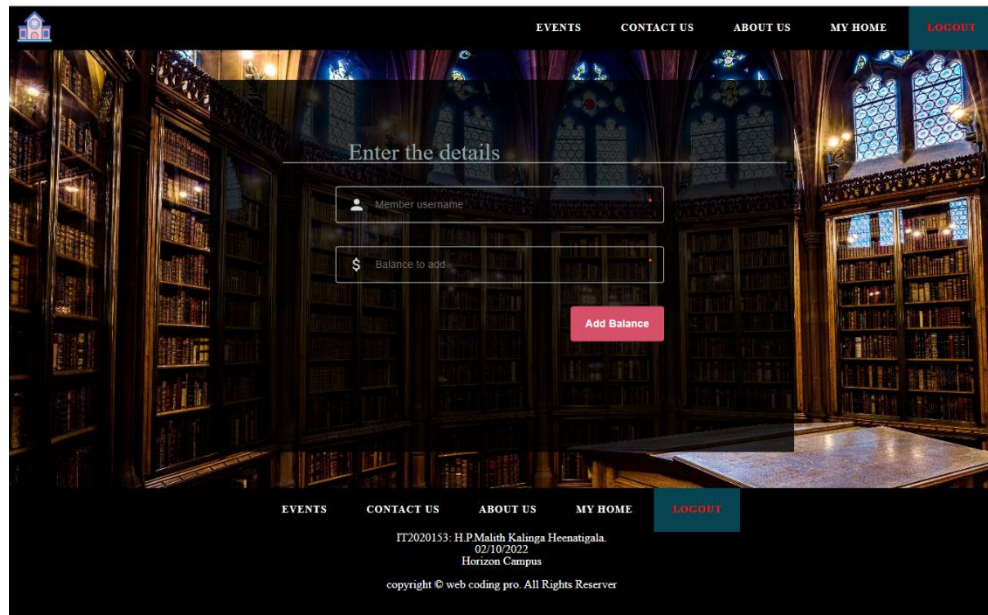 EVENTS CONTACT US ABOUT US MY HOME LOGOUT
Enter the details
Member username *
$ Balance to add *
Add Balance
EVENTS CONTACT US ABOUT US MY HOME LOGOUT
IT2020153: H.P.Malith Kalinga Heenatigala.
02/10/2022
Horizon Campus
copyright © web coding pro. All Rights Reserver